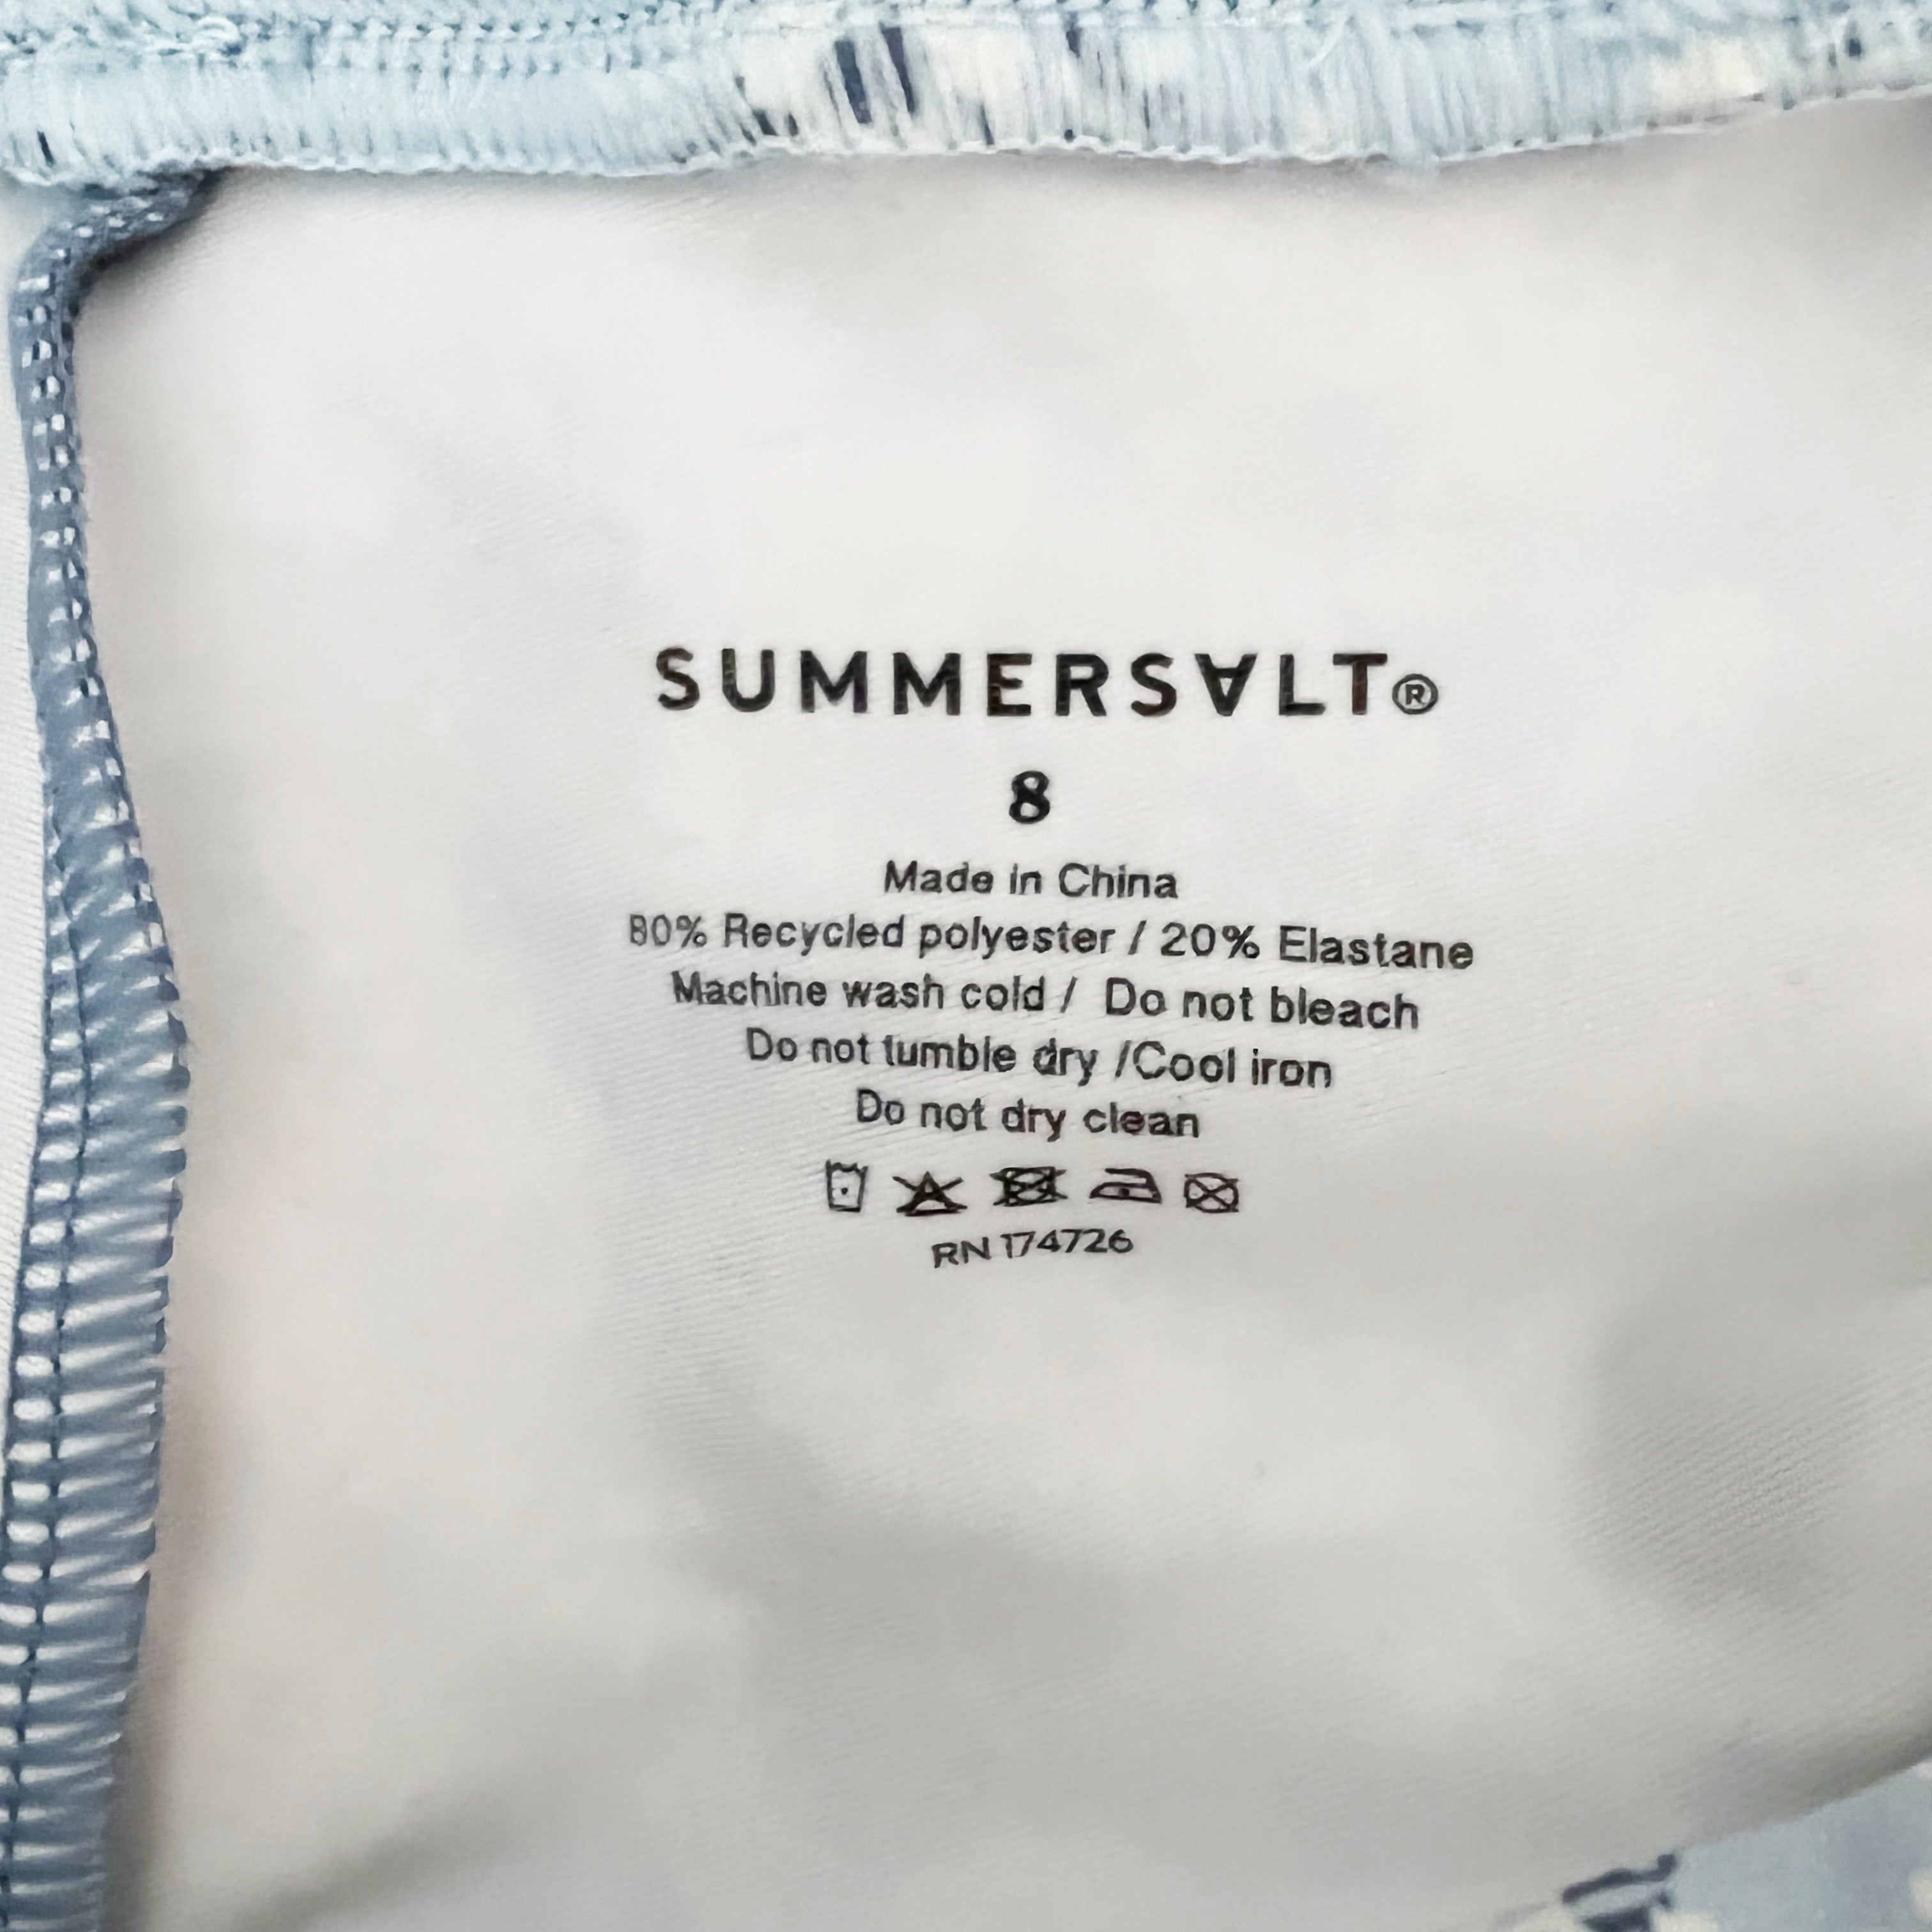 SUMMERSALT®
8
Made in China
80% Recycled polyester / 20% Elastane
Machine wash cold / Do not bleach
Do not tumble dry /Cool iron
Do not dry clean
RN 174726